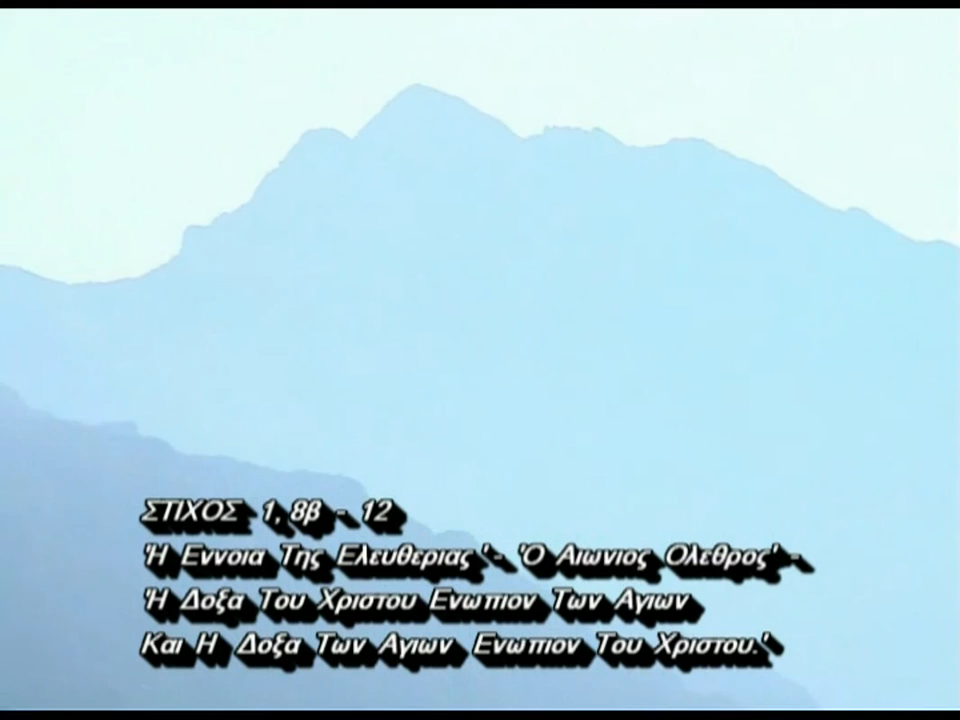 ΣΤΙΧΟΣ 1, 8β - 12
'Η Εννοια Της Ελευθεριας '- 'Ο Αιωνιος Ολεθρος' -
'Η Δοξα Του Χριστου Ενωπιον Των Αγιων
Και Η Δοξα Των Αγιων Ενωπιον Του Χριστου.'